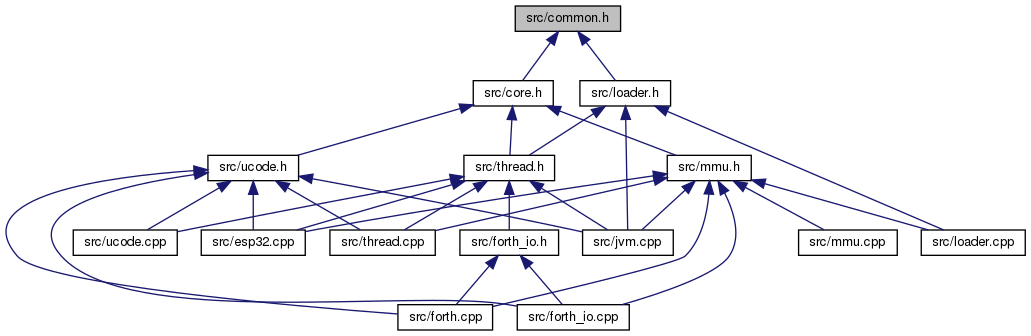 src/common.h
src/core.h
src/loader.h
src/ucode.h
src/thread.h
src/mmu.h
src/ucode.cpp
src/esp32.cpp
src/thread.cpp
src/forth_io.h
src/jvm.cpp
src/mmu.cpp
src/loader.cpp
src/forth.cpp
src/forth_io.cpp